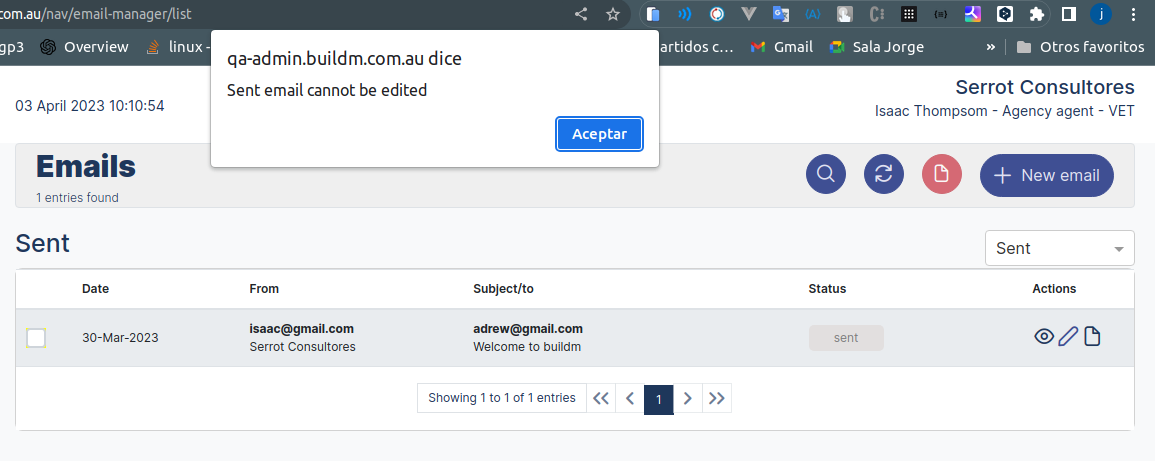 com.au/nav/email-manager/list
j
gp3
Overview
linux -
artidos c...
Gmail
Sala Jorge
»
Otros favoritos
qa-admin.buildm.com.au dice
Sent email cannot be edited
Aceptar
03 April 2023 10:10:54
Serrot Consultores
Isaac Thompsom - Agency agent - VET
Emails
1 entries found
New email
Sent
Sent
Date From Subject/to Status Actions
30-Mar-2023
isaac@gmail.com
Serrot Consultores
adrew@gmail.com
Welcome to buildm
sent
Showing 1 to 1 of 1 entries
1